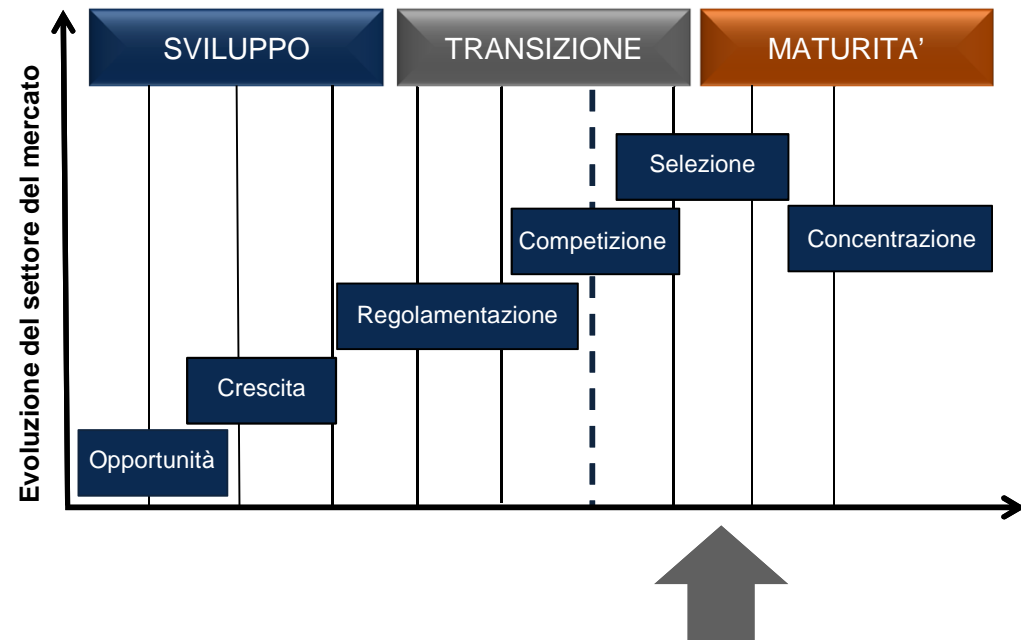 SVILUPPO
TRANSIZIONE
MATURITA’
Evoluzione del settore del mercato
Selezione
Competizione
Concentrazione
Regolamentazione
Crescita
Opportunità